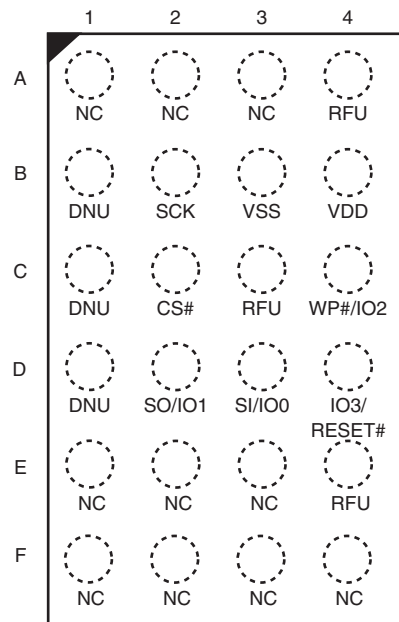 1 2 3 4
A
NC NC NC RFU
B
DNU SCK VSS VDD
C
DNU CS# RFU WP#/IO2
D
DNU SO/IO1 SI/IO0 IO3/
RESET#
E
NC NC NC RFU
F
NC NC NC NC